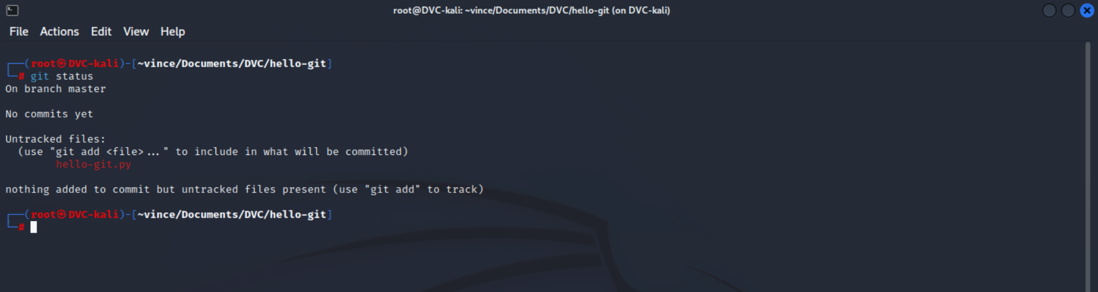 root@DVC-kali: ~vince/Documents/DVC/hello-git (on DVC-kali)
File Actions Edit View Help
┌──(root㉿DVC-kali)-[~vince/Documents/DVC/hello-git]
└─# git status
On branch master
No commits yet
Untracked files:
(use "git add <file>..." to include in what will be committed)
hello-git.py
nothing added to commit but untracked files present (use "git add" to track)
┌──(root㉿DVC-kali)-[~vince/Documents/DVC/hello-git]
└─#